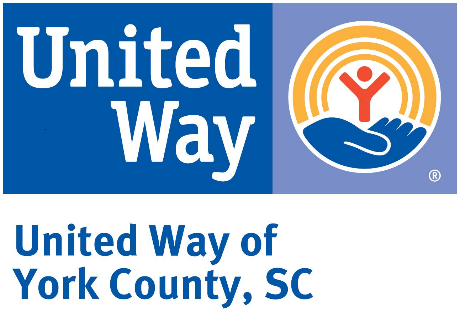 United
Way
®
United Way of
York County, SC